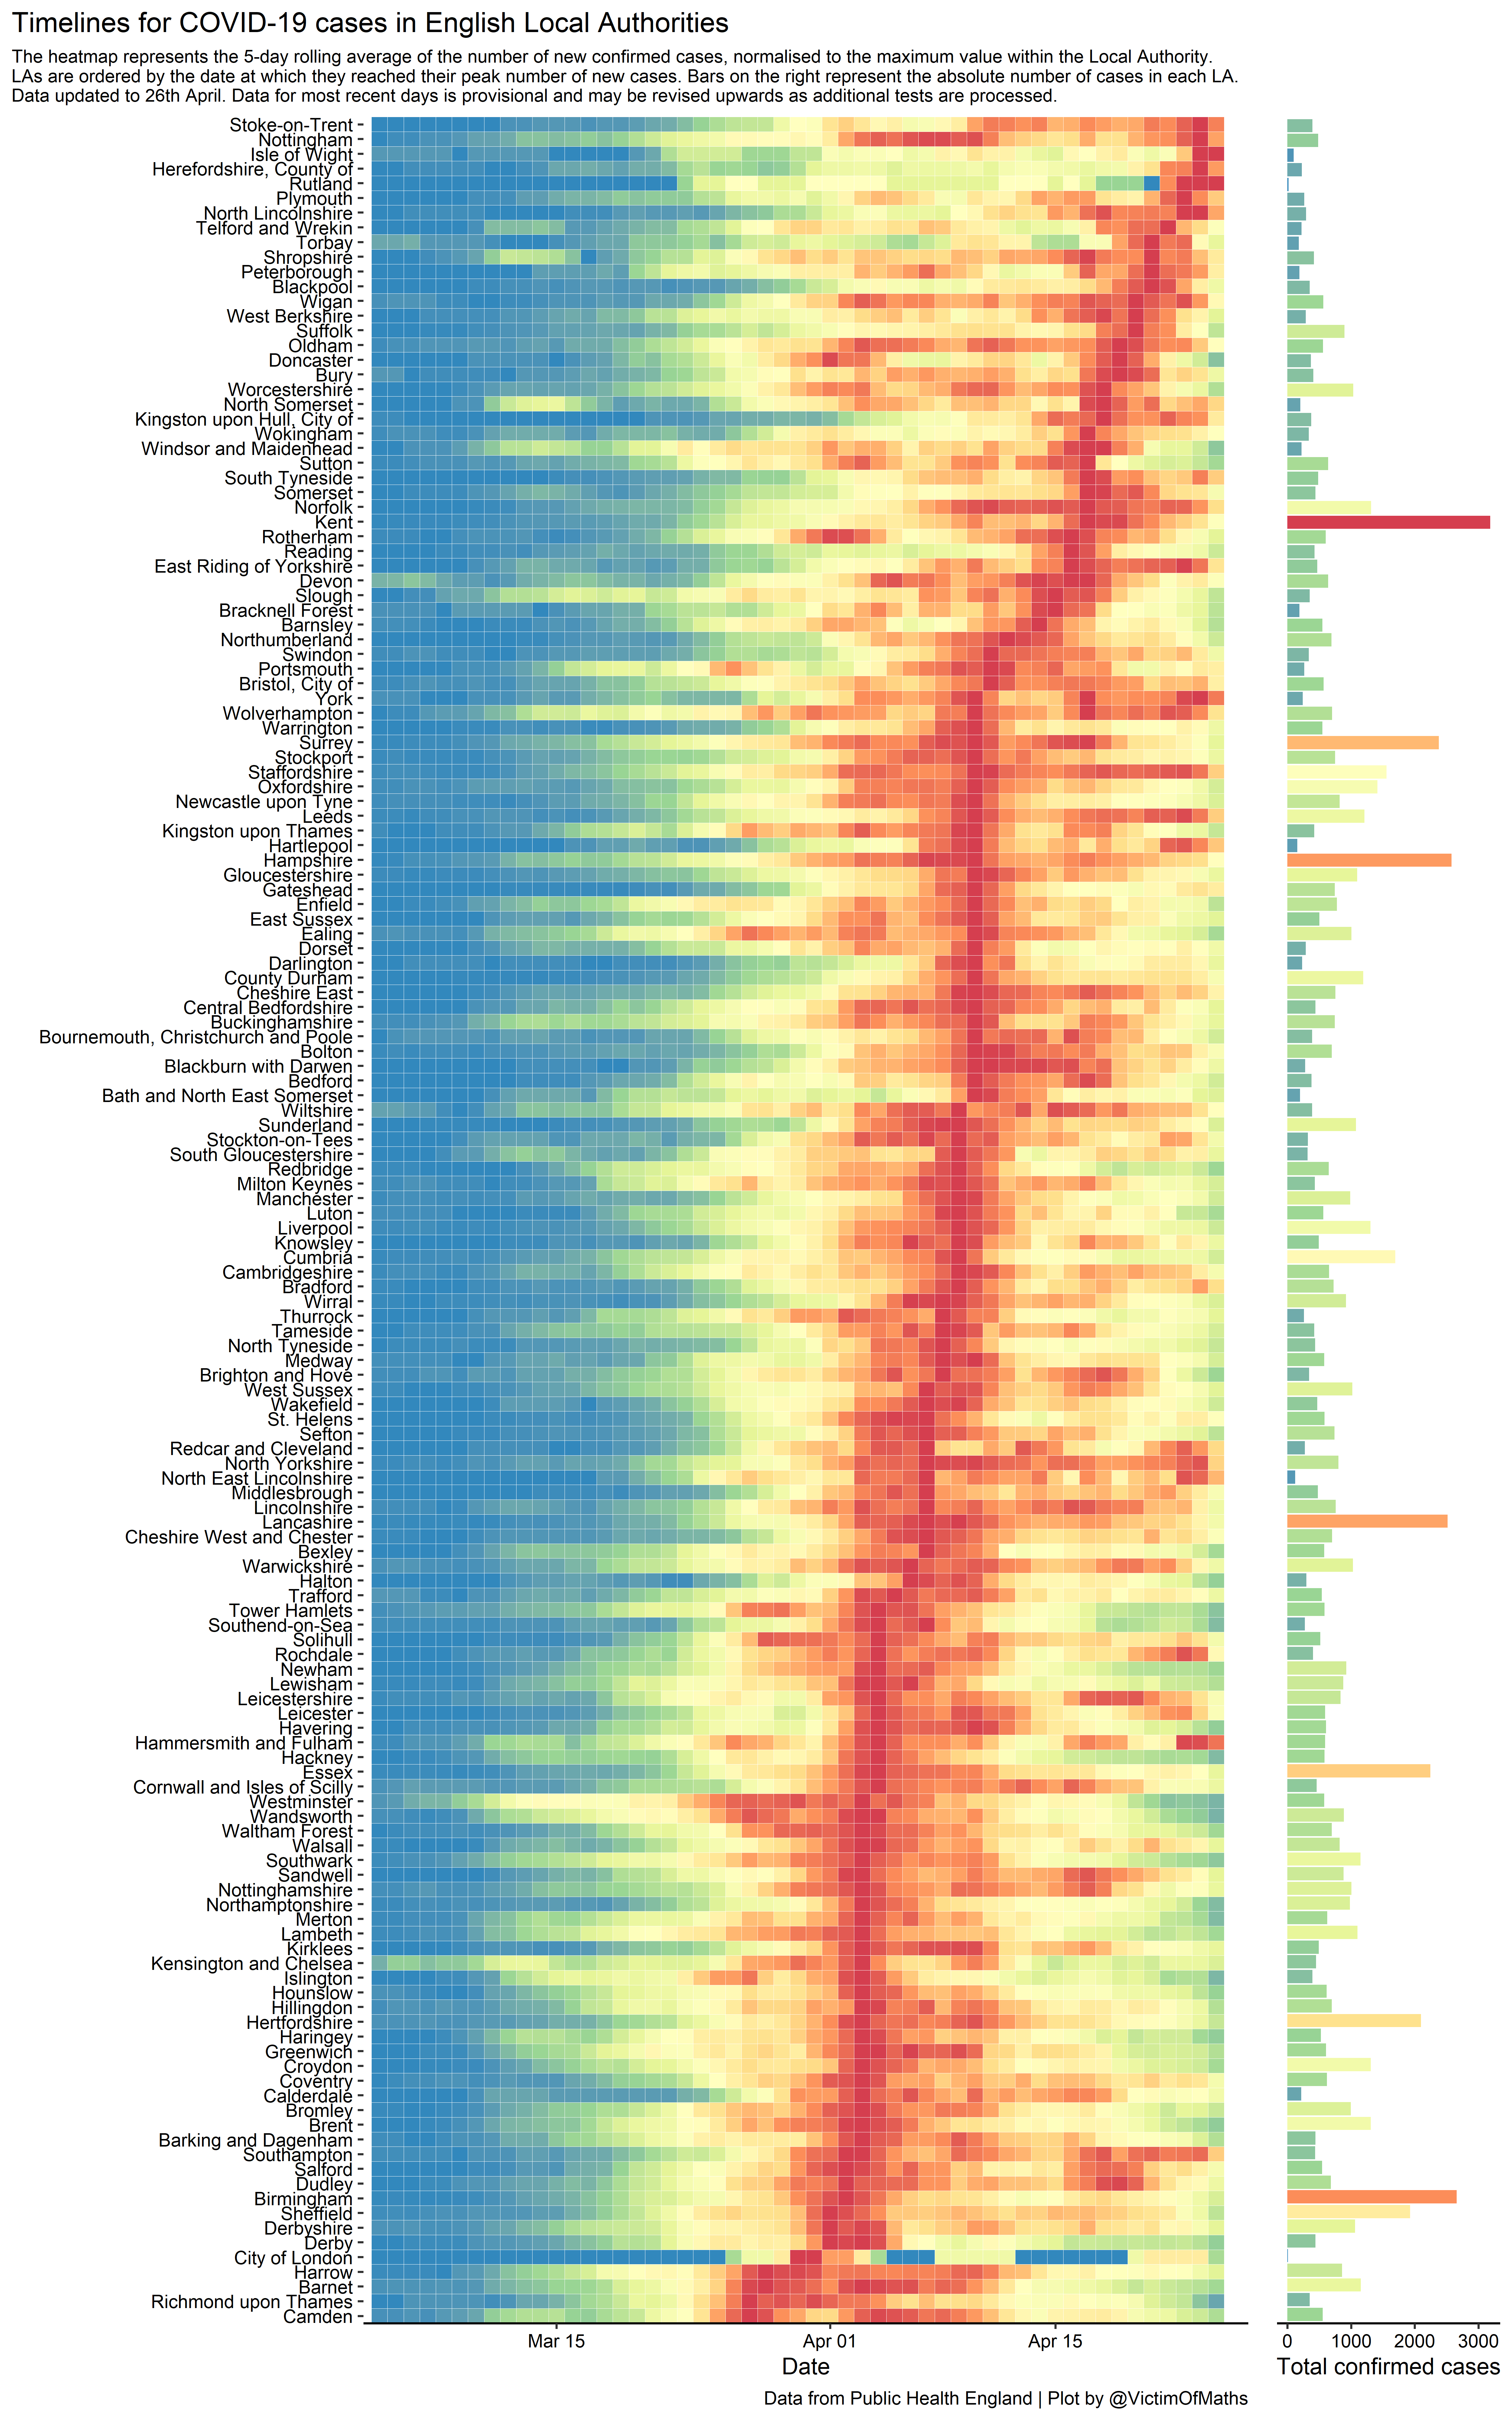 Timelines for COVID-19 cases in English Local Authorities
The heatmap represents the 5-day rolling average of the number of new confirmed cases, normalised to the maximum value within the Local Authority.
LAs are ordered by the date at which they reached their peak number of new cases. Bars on the right represent the absolute number of cases in each LA.
Data updated to 26th April. Data for most recent days is provisional and may be revised upwards as additional tests are processed.
Stoke-on-Trent
Nottingham
Isle of Wight
Herefordshire, County of
Rutland
Plymouth
North Lincolnshire
Telford and Wrekin
Torbay
Shropshire
Peterborough
Blackpool
Wigan
West Berkshire
Suffolk
Oldham
Doncaster
Bury
Worcestershire
North Somerset
Kingston upon Hull, City of
Wokingham
Windsor and Maidenhead
Sutton
South Tyneside
Somerset
Norfolk
Kent
Rotherham
Reading
East Riding of Yorkshire
Devon
Slough
Bracknell Forest
Barnsley
Northumberland
Swindon
Portsmouth
Bristol, City of
York
Wolverhampton
Warrington
Surrey
Stockport
Staffordshire
Oxfordshire
Newcastle upon Tyne
Leeds
Kingston upon Thames
Hartlepool
Hampshire
Gloucestershire
Gateshead
Enfield
East Sussex
Ealing
Dorset
Darlington
County Durham
Cheshire East
Central Bedfordshire
Buckinghamshire
Bournemouth, Christchurch and Poole
Bolton
Blackburn with Darwen
Bedford
Bath and North East Somerset
Wiltshire
Sunderland
Stockton-on-Tees
South Gloucestershire
Redbridge
Milton Keynes
Manchester
Luton
Liverpool
Knowsley
Cumbria
Cambridgeshire
Bradford
Wirral
Thurrock
Tameside
North Tyneside
Medway
Brighton and Hove
West Sussex
Wakefield
St. Helens
Sefton
Redcar and Cleveland
North Yorkshire
North East Lincolnshire
Middlesbrough
Lincolnshire
Lancashire
Cheshire West and Chester
Bexley
Warwickshire
Halton
Trafford
Tower Hamlets
Southend-on-Sea
Solihull
Rochdale
Newham
Lewisham
Leicestershire
Leicester
Havering
Hammersmith and Fulham
Hackney
Essex
Cornwall and Isles of Scilly
Westminster
Wandsworth
Waltham Forest
Walsall
Southwark
Sandwell
Nottinghamshire
Northamptonshire
Merton
Lambeth
Kirklees
Kensington and Chelsea
Islington
Hounslow
Hillingdon
Hertfordshire
Haringey
Greenwich
Croydon
Coventry
Calderdale
Bromley
Brent
Barking and Dagenham
Southampton
Salford
Dudley
Birmingham
Sheffield
Derbyshire
Derby
City of London
Harrow
Barnet
Richmond upon Thames
Camden
Mar 15 Apr 01 Apr 15
Date
0 1000 2000 3000
Total confirmed cases
Data from Public Health England | Plot by @VictimOfMaths